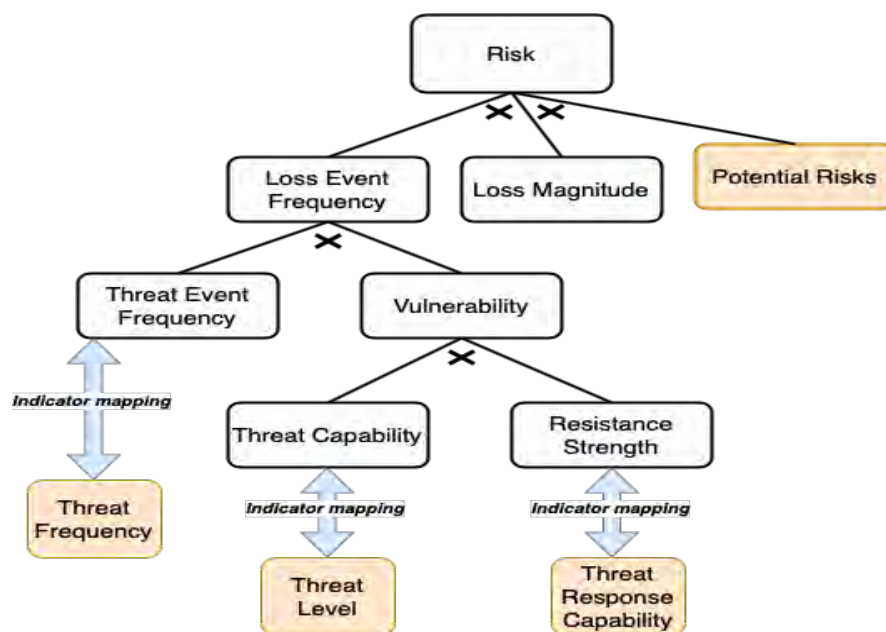 Risk
Loss Event
Frequency
Loss Magnitude
Potential Risks
Threat Event
Frequency
Vulnerability
Indicator mapping
Threat Capability
Resistance
Strength
Threat
Frequency
Indicator mapping
Indicator mapping
Threat
Level
Threat
Response
Capability